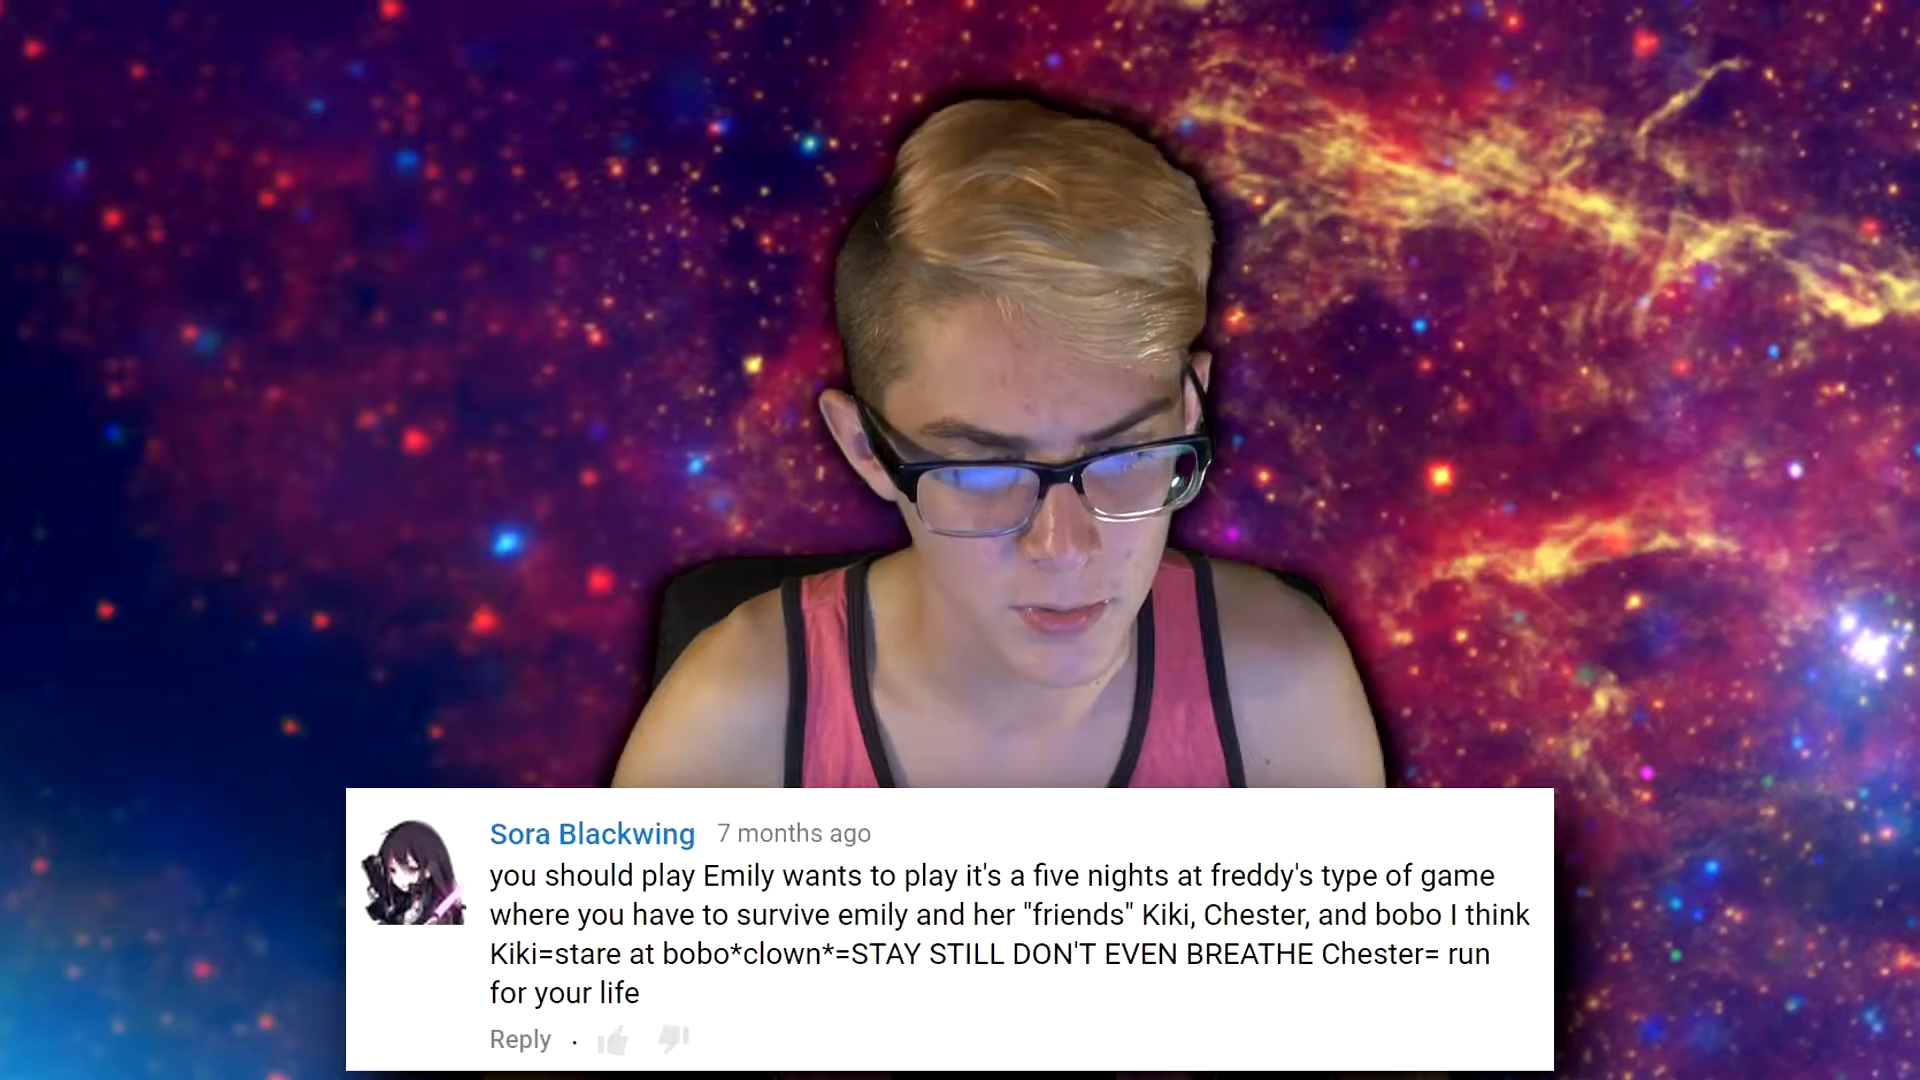 Sora Blackwing 7 months ago
you should play Emily wants to play it's a five nights at freddy's type of game
where you have to survive emily and her "friends" Kiki, Chester, and bobo I think
Kiki=stare at bobo*clown*=STAY STILL DON'T EVEN BREATHE Chester= run
for your life
Reply ·